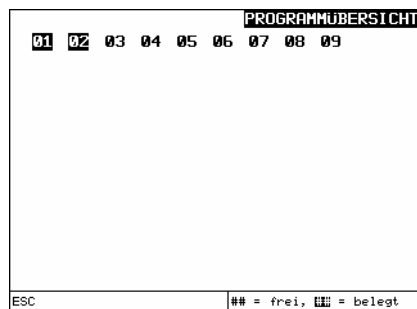 PROGRAMMÜBERSICHT
01 02 03 04 05 06 07 08 09
ESC
## = frei, ## = belegt